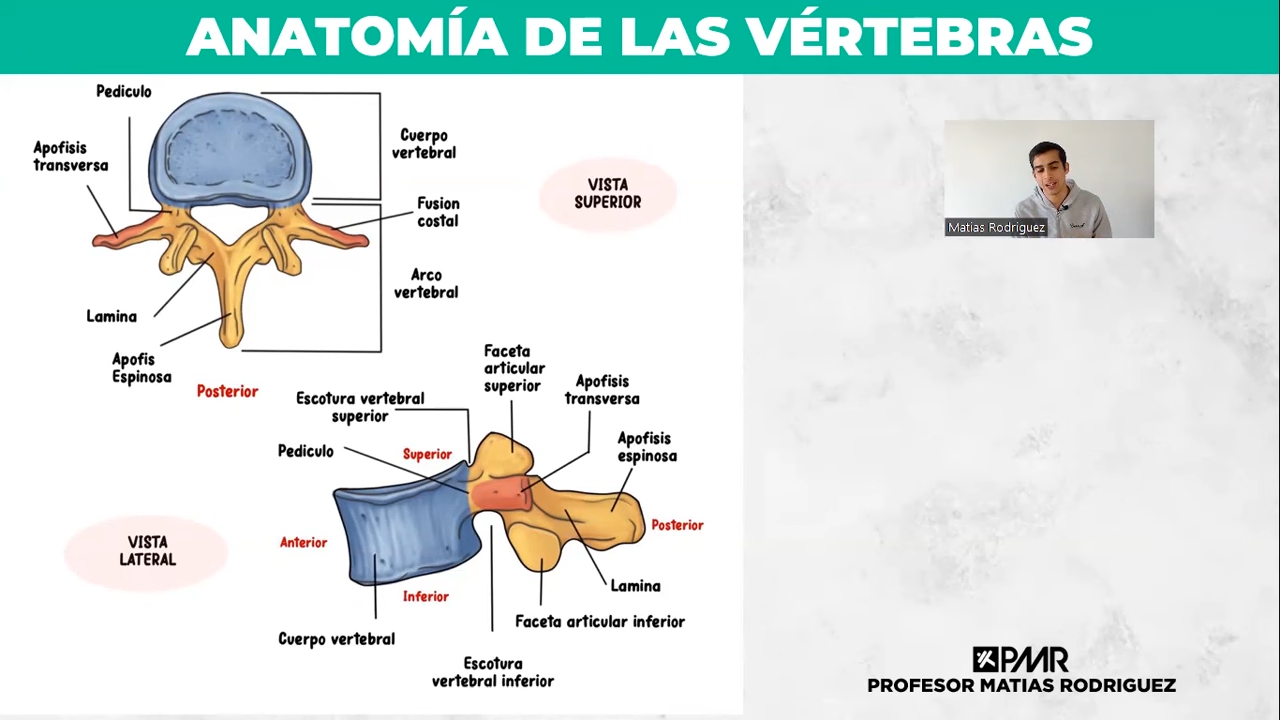 ANATOMÍA DE LAS VÉRTEBRAS
Pediculo
Apofisis
transversa
Cuerpo
vertebral
Fusion
costal
VISTA
SUPERIOR
Arco
vertebral
Lamina
Apofis
Espinosa
Posterior
Faceta
articular
superior
Escotura vertebral
superior
Apofisis
transversa
Pediculo
Superior
Apofisis
espinosa
Anterior
Posterior
VISTA
LATERAL
Inferior
Lamina
Cuerpo vertebral
Faceta articular inferior
Escotura
vertebral inferior
Matías Rodriguez
PMR
PROFESOR MATIAS RODRIGUEZ